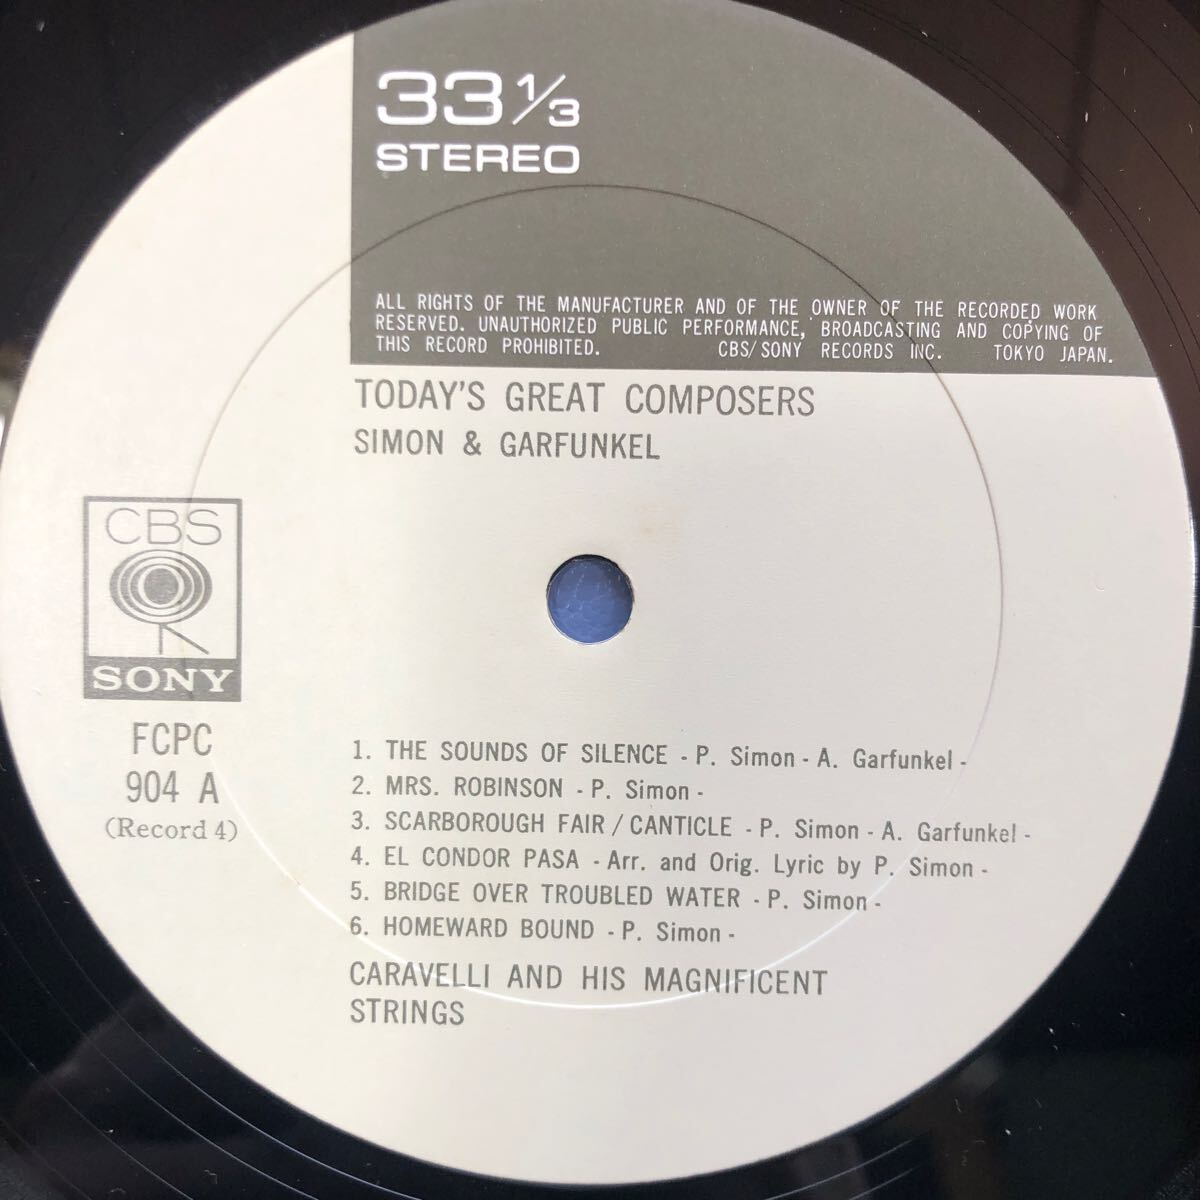 33 1/3
STEREO
ALL RIGHTS OF THE MANUFACTURER AND OF THE OWNER OF THE RECORDED WORK
RESERVED. UNAUTHORIZED PUBLIC PERFORMANCE, BROADCASTING AND COPYING OF
THIS RECORD PROHIBITED. CBS/SONY RECORDS INC. TOKYO JAPAN.
TODAY'S GREAT COMPOSERS
SIMON & GARFUNKEL
CBS
SONY
FCPC
904 A
(Record 4)
1. THE SOUNDS OF SILENCE - P. Simon - A. Garfunkel -
2. MRS. ROBINSON - P. Simon -
3. SCARBOROUGH FAIR / CANTICLE - P. Simon - A. Garfunkel -
4. EL CONDOR PASA - Arr. and Orig. Lyric by P. Simon -
5. BRIDGE OVER TROUBLED WATER - P. Simon -
6. HOMEWARD BOUND - P. Simon -
CARAVELLI AND HIS MAGNIFICENT
STRINGS